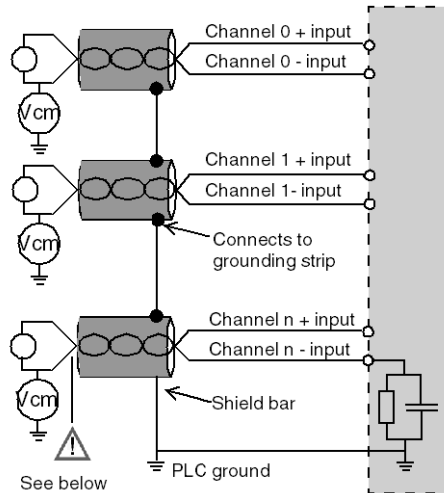 Channel 0 + input
Channel 0 - input
Vcm
Channel 1 + input
Channel 1- input
Vcm
Connects to
grounding strip
Channel n + input
Channel n - input
Vcm
Shield bar
!
PLC ground
See below